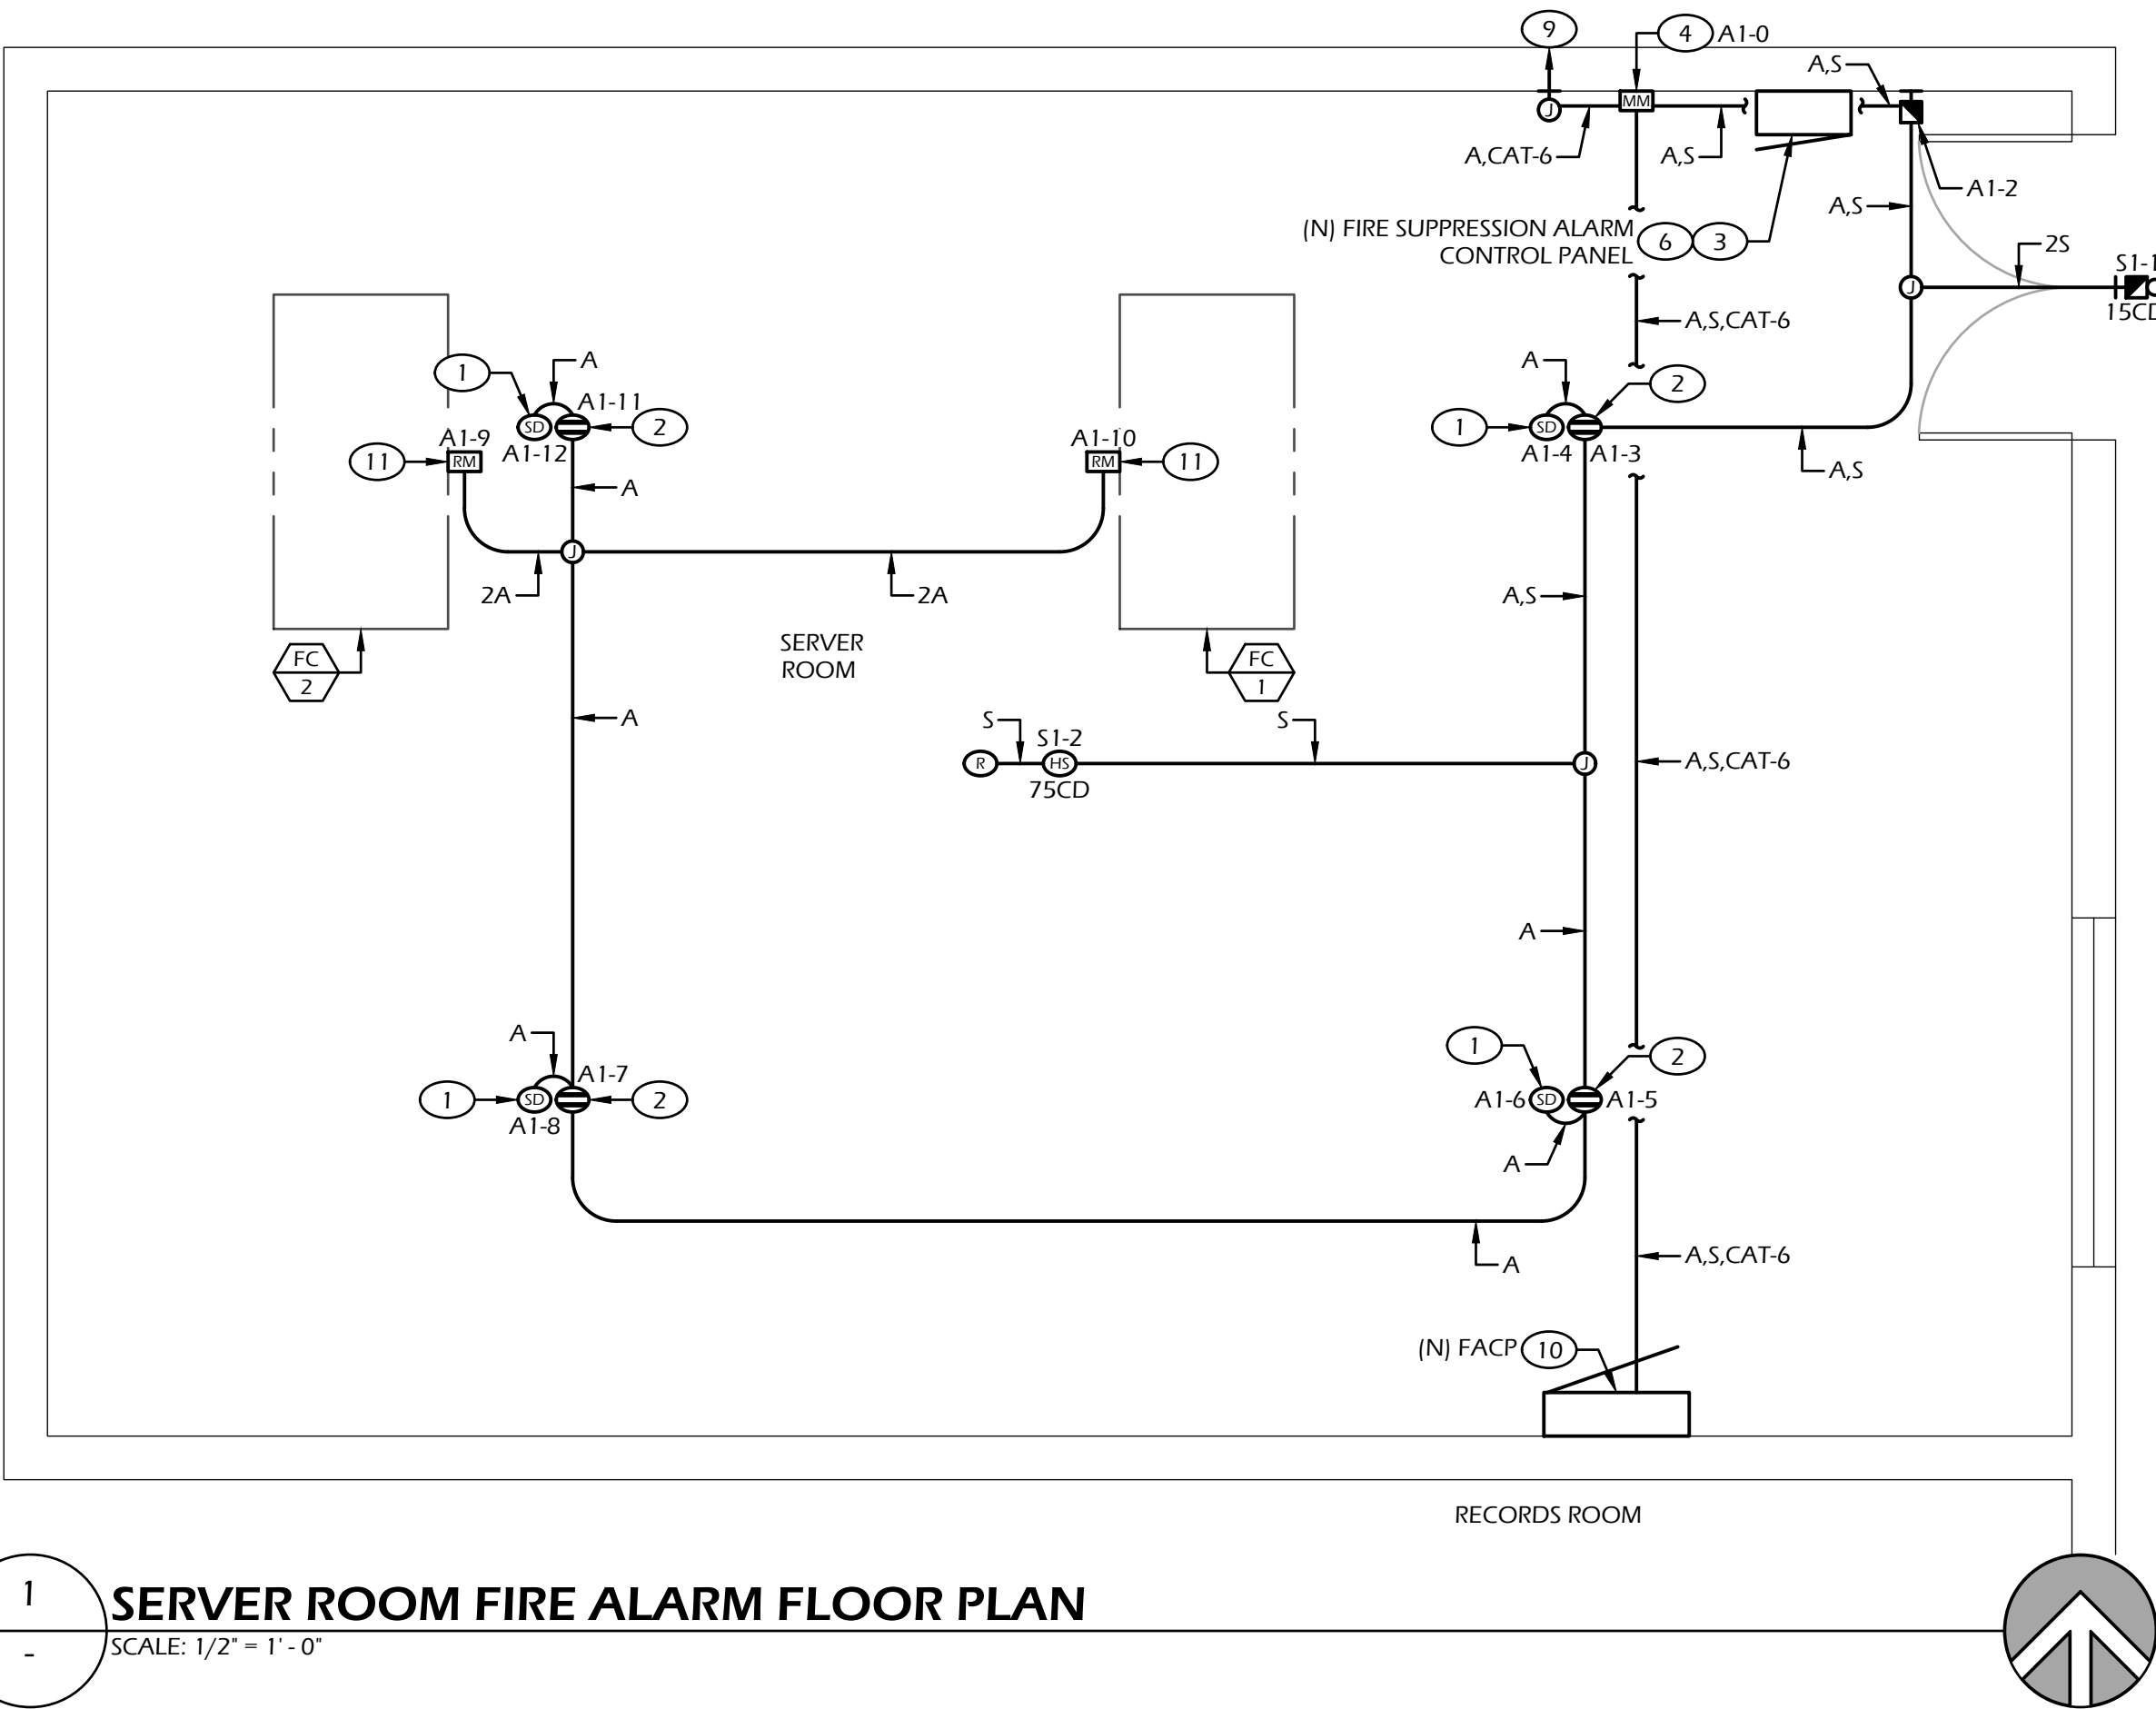 9
4 A1-0
A,S
J
MM
A,CAT-6
A,S
A1-2
A,S
(N) FIRE SUPPRESSION ALARM
CONTROL PANEL
6
3
2S
S1-1
J
15CD
A,S,CAT-6
1
A
A1-11
SD
2
A1-12
A1-9
11
RM
A
A1-10
RM
11
A
2
1
SD
A1-4
A1-3
A,S
J
2A
2A
A,S
SERVER
ROOM
FC
2
FC
1
A
S
S1-2
S
R
HS
75CD
J
A,S,CAT-6
A
A
A1-7
1
SD
2
A1-8
1
2
A1-6
SD
A1-5
A
A
A,S,CAT-6
(N) FACP
10
RECORDS ROOM
1
-
SERVER ROOM FIRE ALARM FLOOR PLAN
SCALE: 1/2" = 1' - 0"